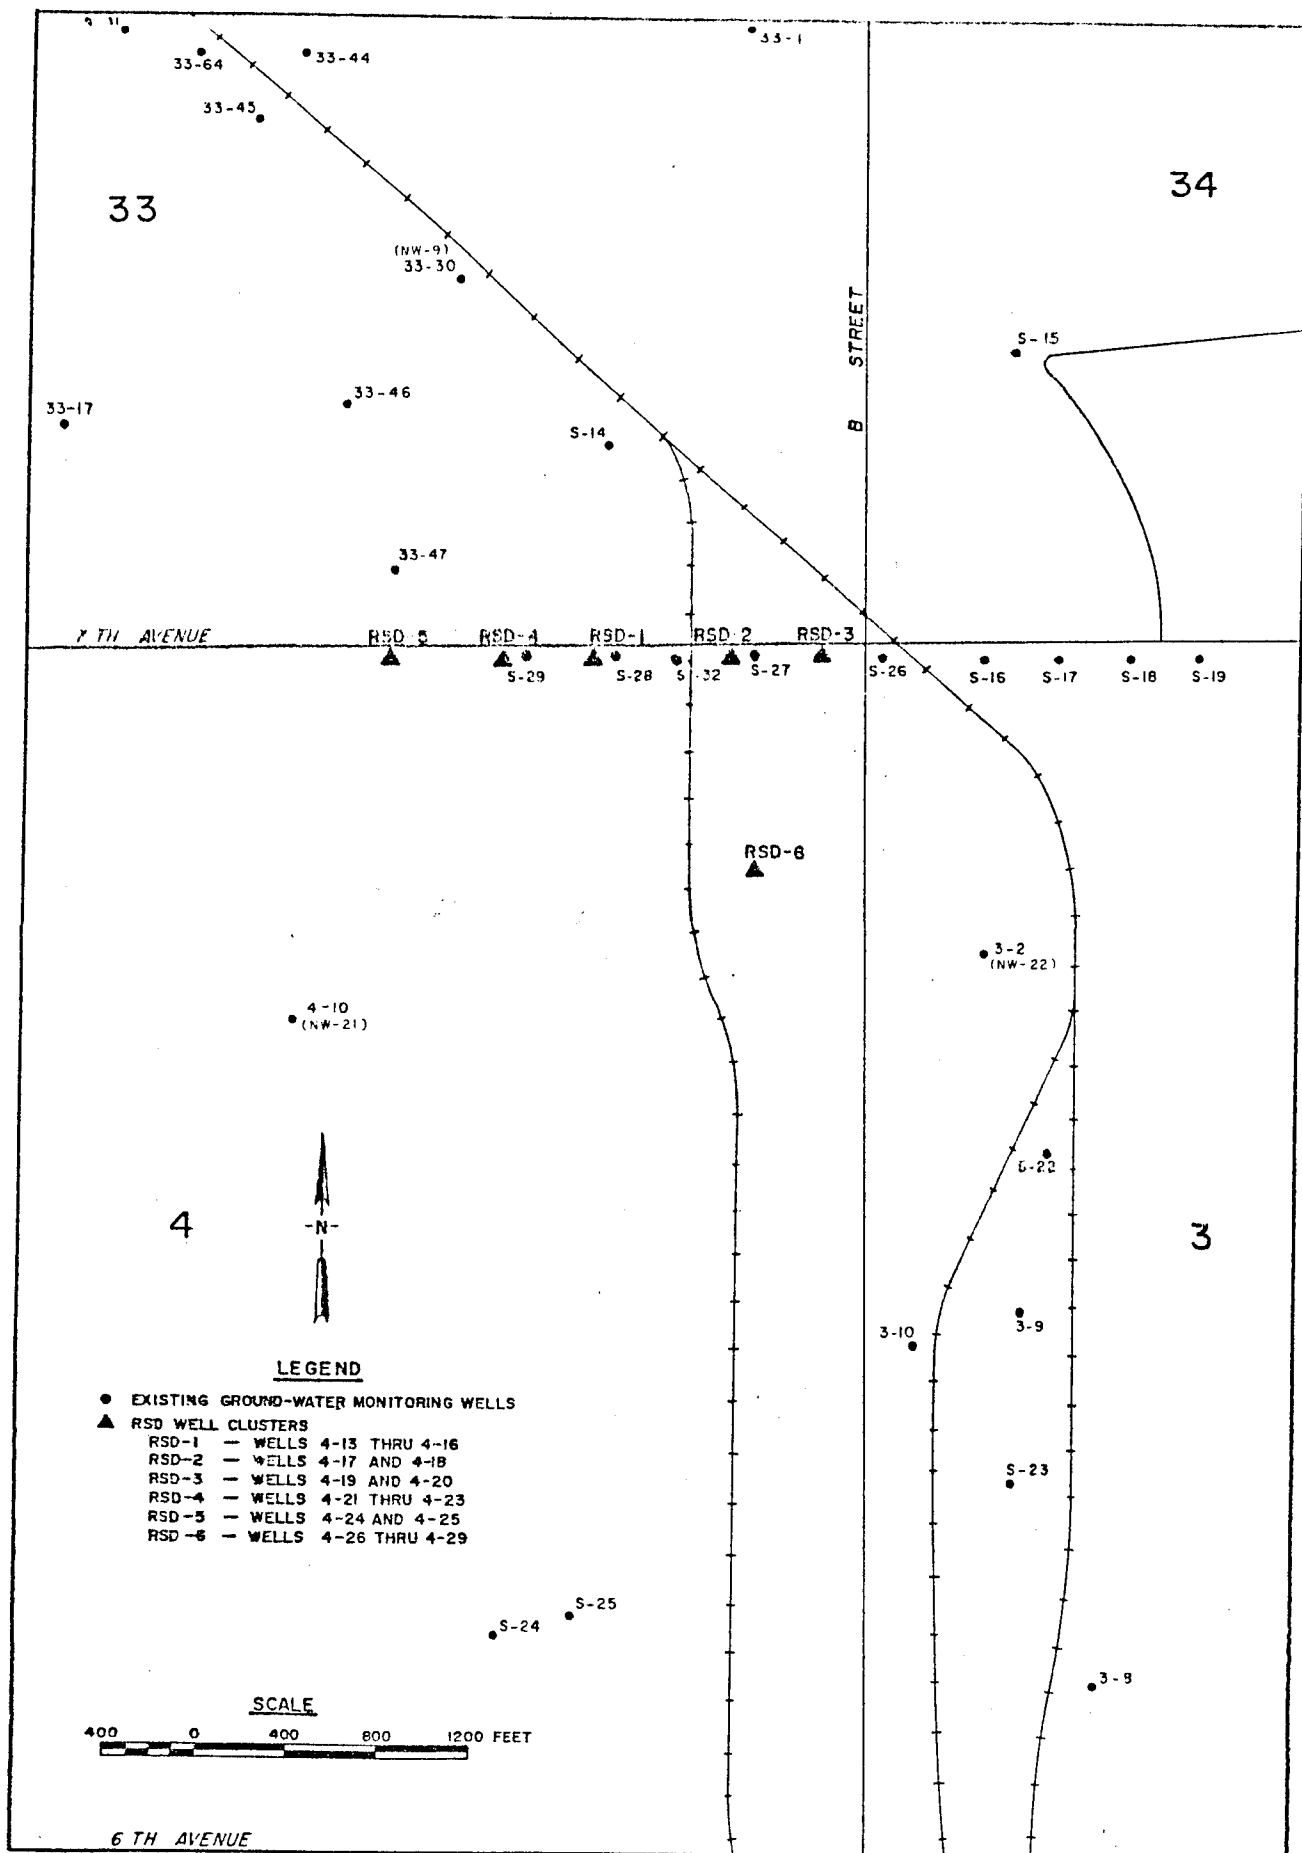 33-1
33-64
33-44
33-45
33
34
(NW-9)
33-30
B STREET
S-15
33-46
33-17
S-14
33-47
7 TH AVENUE
RSD-5
RSD-4
RSD-1
RSD-2
RSD-3
S-29
S-28
S-32
S-27
S-26
S-16
S-17
S-18
S-19
RSD-6
3-2
(NW-22)
4-10
(NW-21)
-22
4
-N-
3
3-9
3-10
LEGEND
EXISTING GROUND-WATER MONITORING WELLS
RSD WELL CLUSTERS
RSD-1 — WELLS 4-13 THRU 4-16
RSD-2 — WELLS 4-17 AND 4-18
RSD-3 — WELLS 4-19 AND 4-20
RSD-4 — WELLS 4-21 THRU 4-23
RSD-5 — WELLS 4-24 AND 4-25
RSD-6 — WELLS 4-26 THRU 4-29
S-23
S-25
S-24
3-8
SCALE
400 0 400 800 1200 FEET
6 TH AVENUE